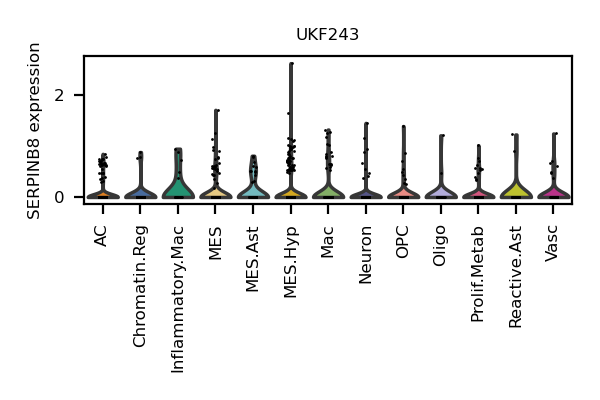 UKF243
SERPINB8 expression
2
0
AC
Chromatin.Reg
Inflammatory.Mac
MES
MES.Ast
MES.Hyp
Mac
Neuron
OPC
Oligo
Prolif.Metab
Reactive.Ast
Vasc